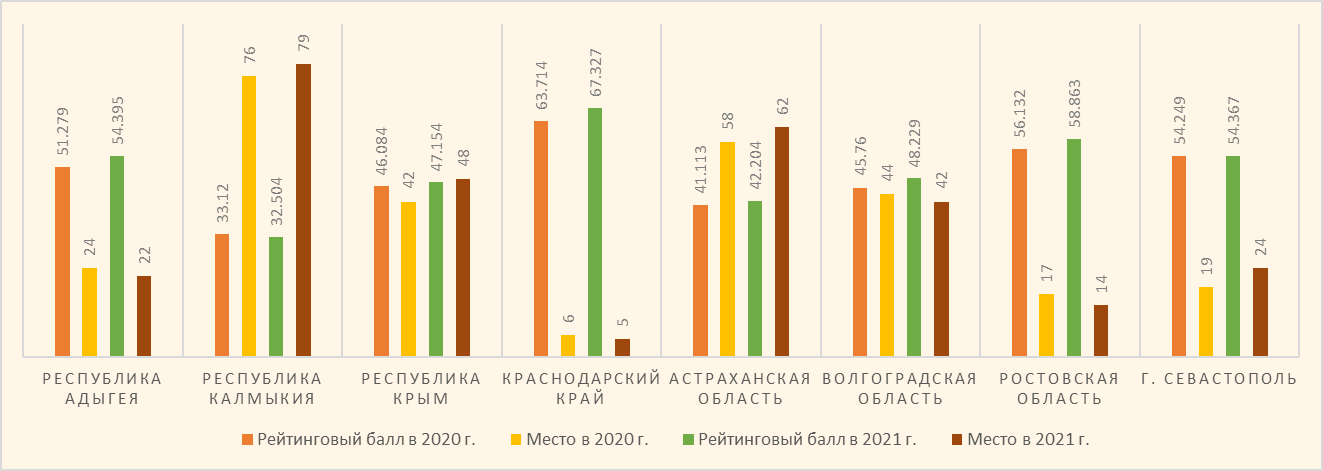 51.279
24
54.395
22
33.12
76
32.504
79
46.084
42
47.154
48
63.714
6
67.327
5
41.113
58
42.204
62
45.76
44
48.229
42
56.132
17
58.863
14
54.249
19
54.367
24
РЕСПУБЛИКА
АДЫГЕЯ
РЕСПУБЛИКА
КАЛМЫКИЯ
РЕСПУБЛИКА
КРЫМ
КРАСНОДАРСКИЙ
КРАЙ
АСТРАХАНСКАЯ
ОБЛАСТЬ
ВОЛГОГРАДСКАЯ
ОБЛАСТЬ
РОСТОВСКАЯ
ОБЛАСТЬ
Г. СЕВАСТОПОЛЬ
Рейтинговый балл в 2020 г.
Место в 2020 г.
Рейтинговый балл в 2021 г.
Место в 2021 г.